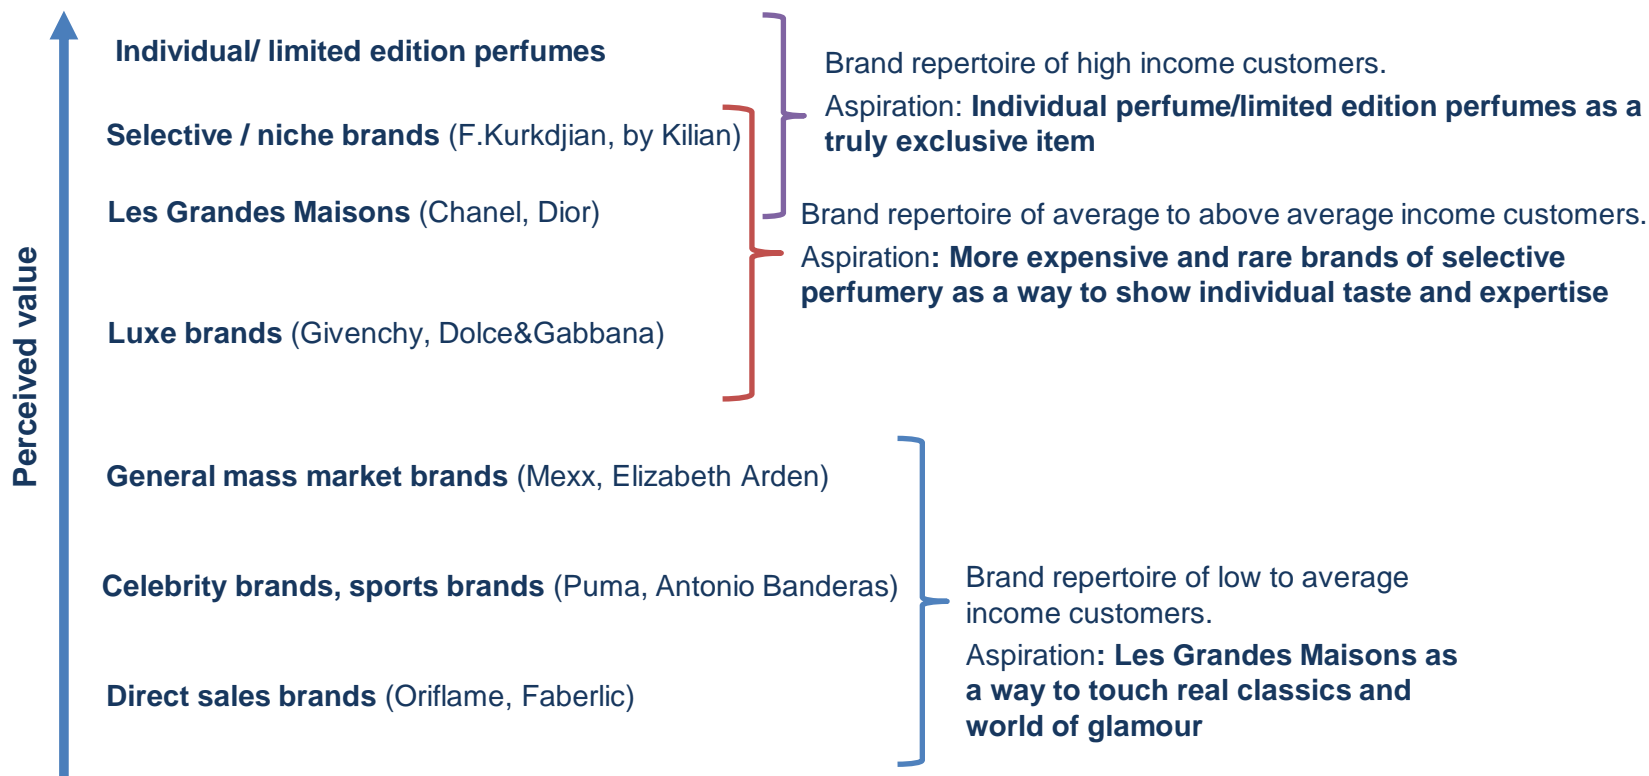 Perceived value
Individual/ limited edition perfumes
Selective / niche brands (F.Kurkdjian, by Kilian)
Les Grandes Maisons (Chanel, Dior)
Luxe brands (Givenchy, Dolce&Gabbana)
General mass market brands (Mexx, Elizabeth Arden)
Celebrity brands, sports brands (Puma, Antonio Banderas)
Direct sales brands (Oriflame, Faberlic)
Brand repertoire of high income customers.
Aspiration: Individual perfume/limited edition perfumes as a
truly exclusive item
Brand repertoire of average to above average income customers.
Aspiration: More expensive and rare brands of selective
perfumery as a way to show individual taste and expertise
Brand repertoire of low to average
income customers.
Aspiration: Les Grandes Maisons as
a way to touch real classics and
world of glamour